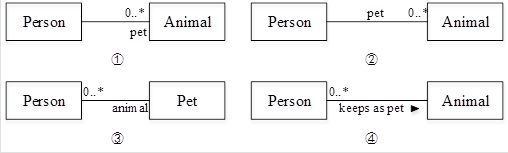 Person 0..* pet Animal
①
Person pet 0..* Animal
②
Person 0..* animal Pet
③
Person 0..* keeps as pet ► Animal
④